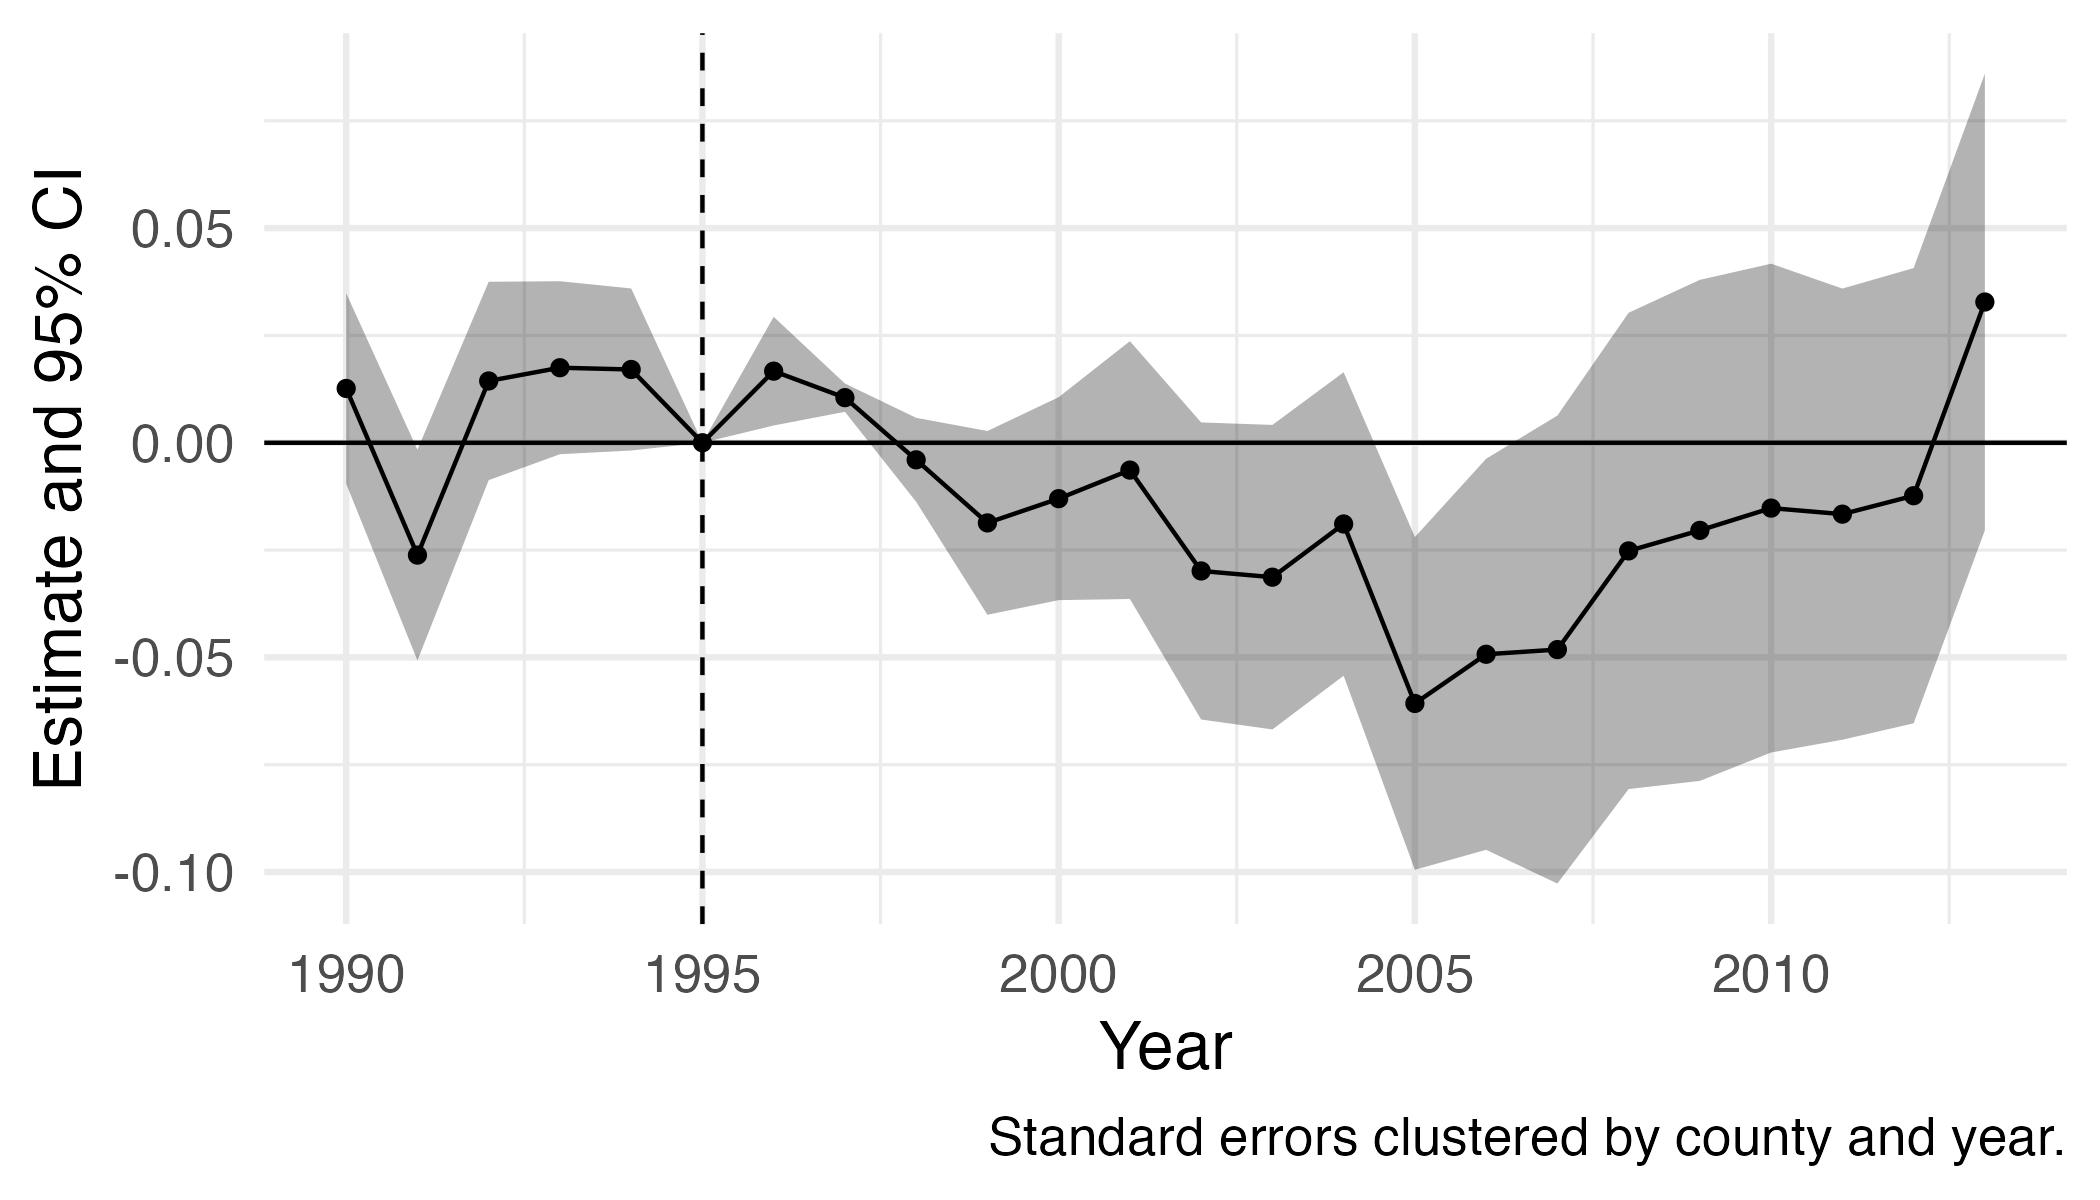 Estimate and 95% CI
0.05
0.00
-0.05
-0.10
1990 1995 2000 2005 2010
Year
Standard errors clustered by county and year.